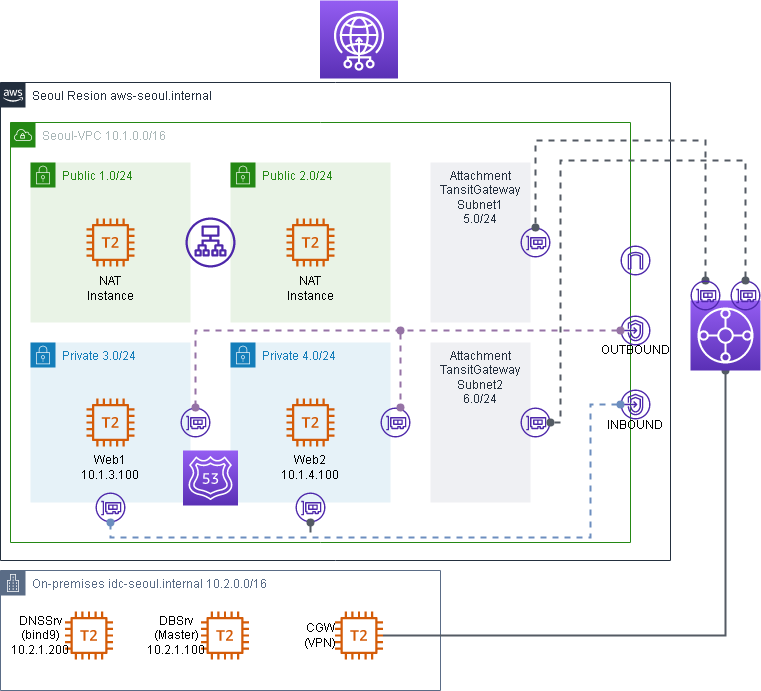 aws
Seoul Resion aws-seoul.internal
Seoul-VPC 10.1.0.0/16
Public 1.0/24
T2
NAT
Instance
Public 2.0/24
T2
NAT
Instance
Attachment
TansitGateway
Subnet1
5.0/24
OUTBOUND
INBOUND
Private 3.0/24
T2
Web1
10.1.3.100
53
Private 4.0/24
T2
Web2
10.1.4.100
Attachment
TansitGateway
Subnet2
6.0/24
On-premises idc-seoul.internal 10.2.0.0/16
DNSSrv
(bind9)
10.2.1.200
T2
DBSrv
(Master)
10.2.1.100
T2
CGW
(VPN)
T2